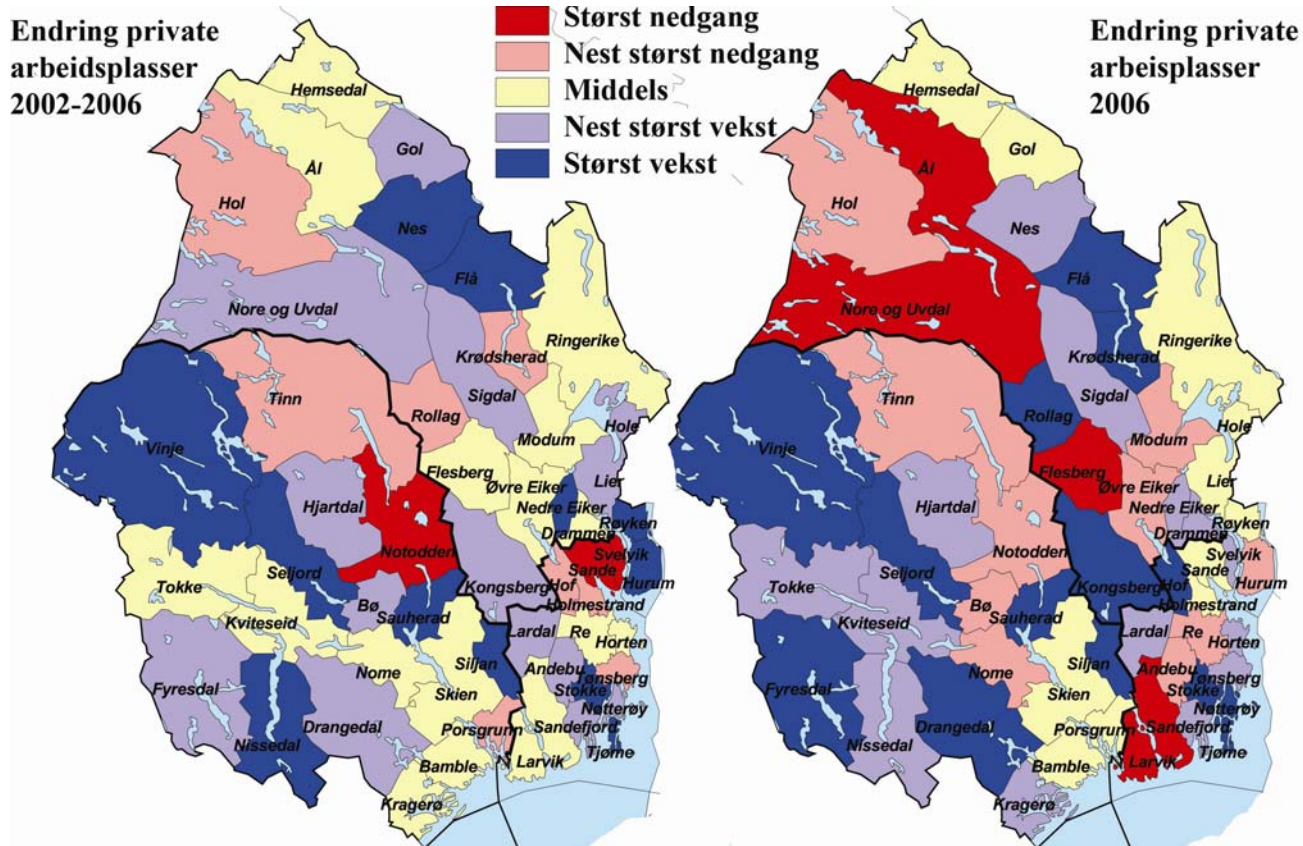 Endring private
arbeidsplasser
2002-2006
Størst nedgang
Nest størst nedgang
Middels
Nest størst vekst
Størst vekst
Endring private
arbeisplasser
2006
Hemsedal
Gol
Ål
Hol
Nes
Flå
Nore og Uvdal
Ringerike
Krødsherad
Tinn
Sigdal
Rollag
Hole
Vinje
Modum
Flesberg
Lier
Øvre Eiker
Hjartdal
Nedre Eiker
Røyken
Drammen
Svelvik
Notodden
Sande
Seljord
Hof
Hurum
Tokke
Kongsberg
Bø
Holmestrand
Sauherad
Kviteseid
Lardal
Re
Horten
Siljan
Nome
Andebu
Fyresdal
Skien
Tønsberg
Stokke
Nøtterøy
Drangedal
Porsgrunn
Sandefjord
Nissedal
Tjøme
Bamble
Larvik
Kragerø
Hemsedal
Gol
Ål
Hol
Nes
Flå
Nore og Uvdal
Ringerike
Krødsherad
Tinn
Sigdal
Rollag
Hole
Vinje
Modum
Flesberg
Lier
Øvre Eiker
Hjartdal
Nedre Eiker
Røyken
Drammen
Svelvik
Notodden
Sande
Seljord
Hof
Hurum
Tokke
Kongsberg
Bø
Holmestrand
Sauherad
Kviteseid
Lardal
Re
Horten
Siljan
Nome
Andebu
Fyresdal
Skien
Tønsberg
Stokke
Nøtterøy
Drangedal
Porsgrunn
Sandefjord
Nissedal
Tjøme
Bamble
Larvik
Kragerø